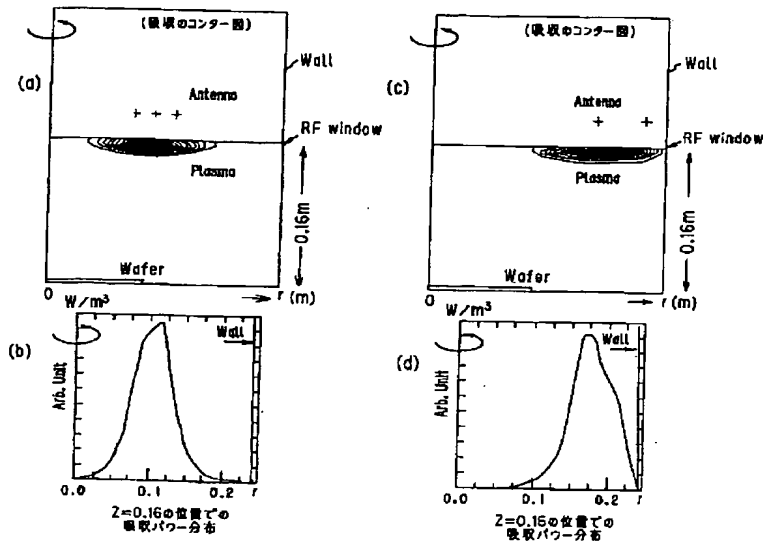 (a)
(吸収のコンター図)
Wall
Antenna
RF window
Plasma
0.16m
Wafer
0
r (m)
(b)
W/m³
Wall
Arb. Unit
0.0 0.1 0.2 r
Z=0.16の位置での
吸収パワー分布
(c)
(吸収のコンター図)
Wall
Antenna
RF window
Plasma
0.16m
Wafer
0
r (m)
(d)
W/m³
Wall
Arb. Unit
0.0 0.1 0.2 r
Z=0.16の位置での
吸収パワー分布